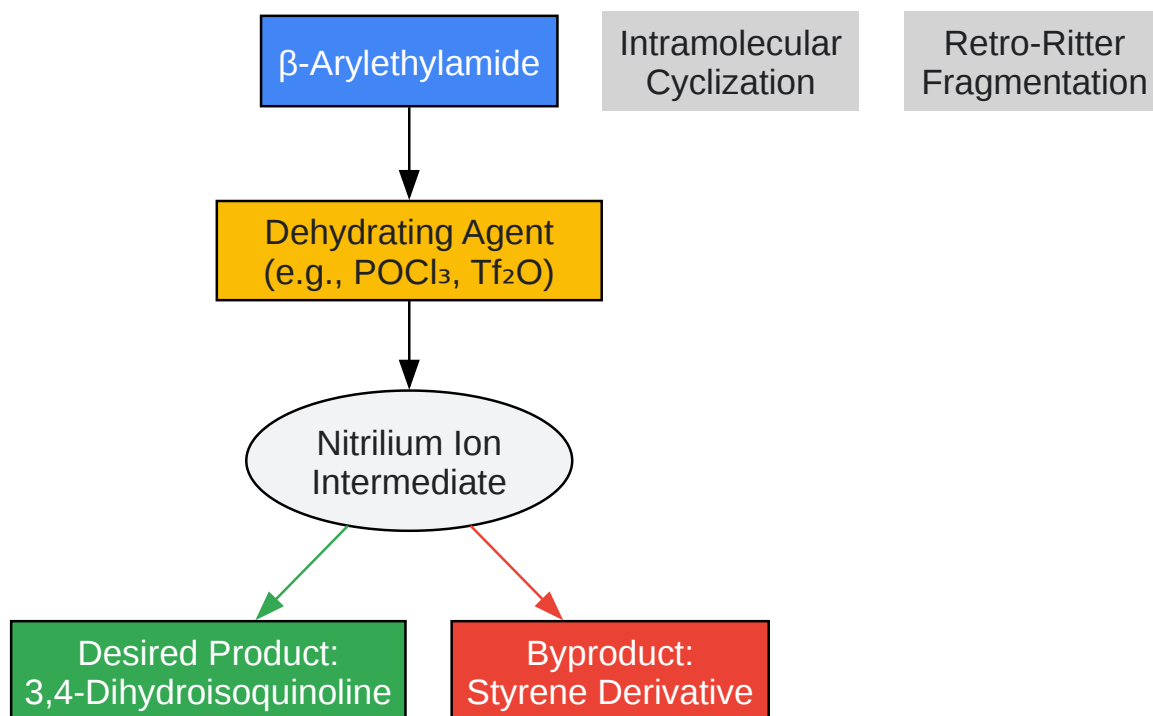 β-Arylethylamide
Intramolecular
Cyclization
Retro-Ritter
Fragmentation
Dehydrating Agent
(e.g., POCl₃, Tf₂O)
Nitrilium Ion
Intermediate
Desired Product:
3,4-Dihydroisoquinoline
Byproduct:
Styrene Derivative